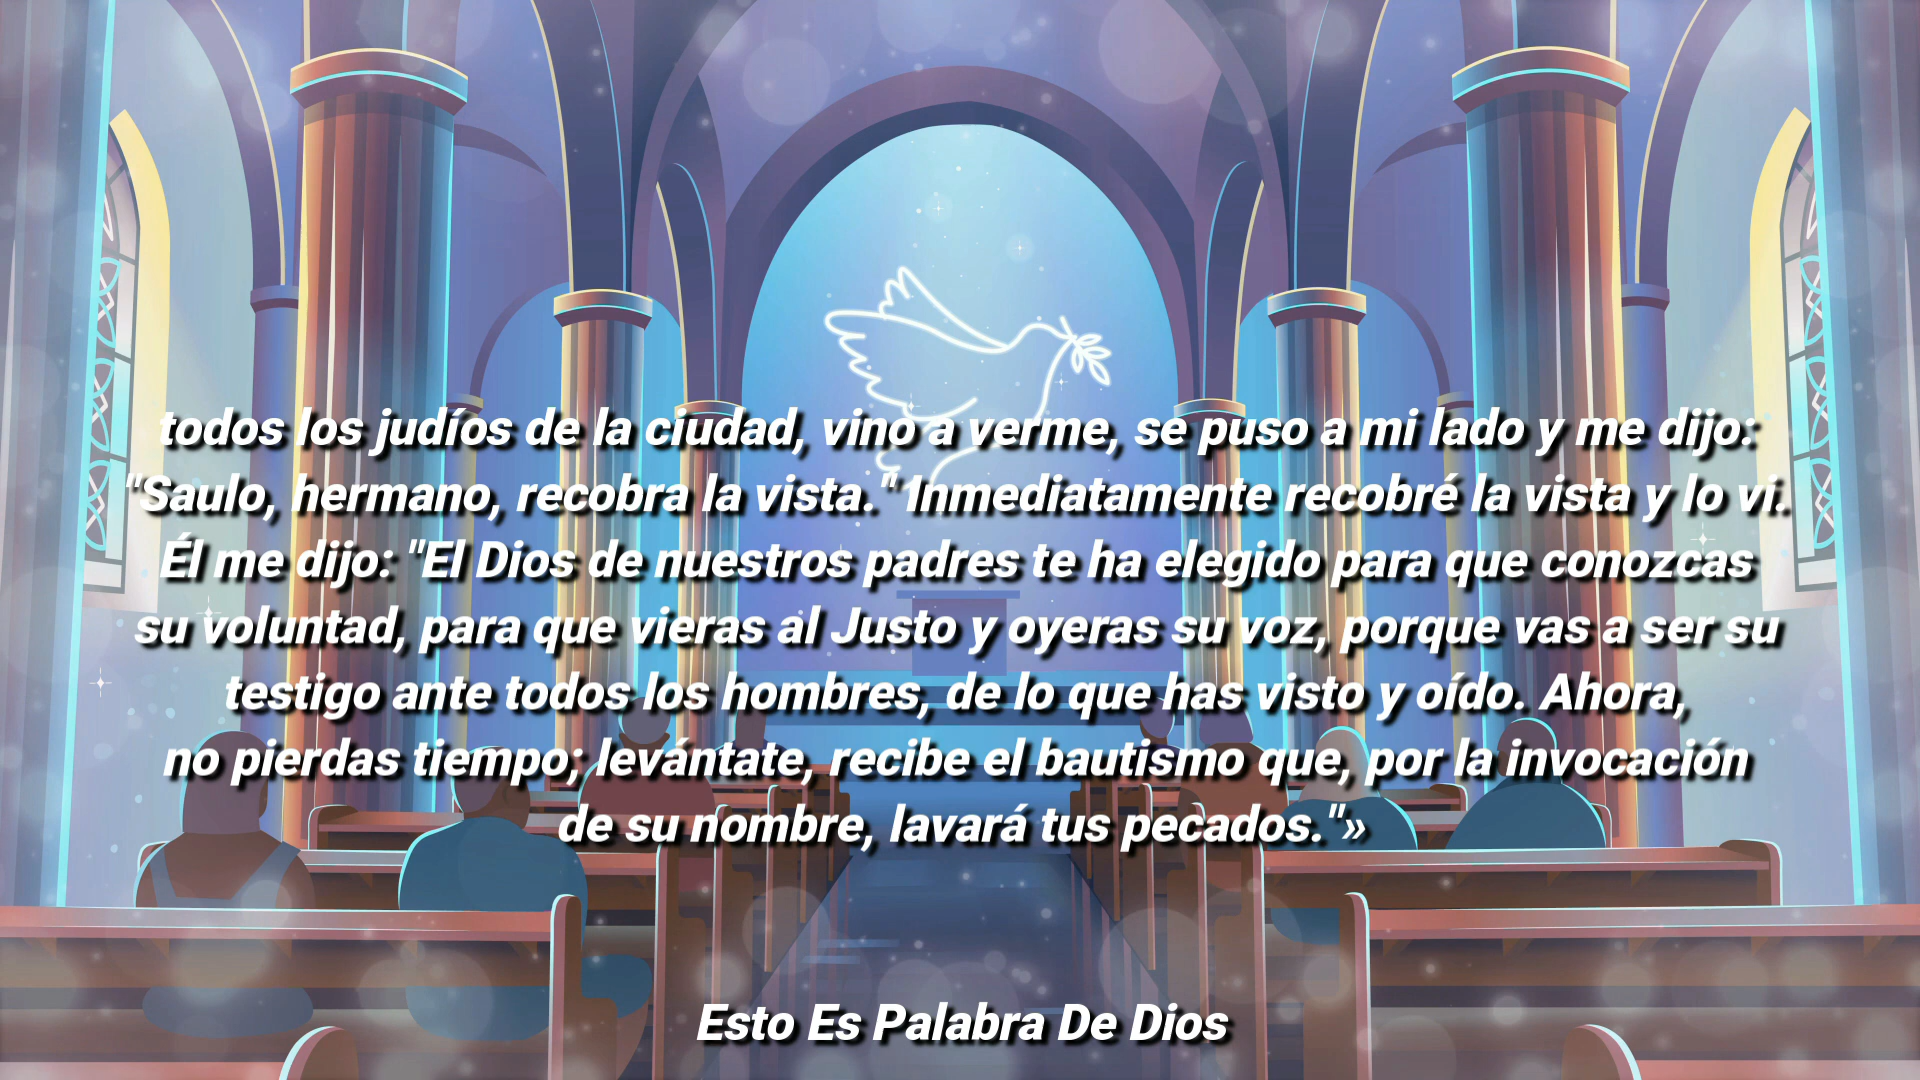 todos los judíos de la ciudad, vino a verme, se puso a mi lado y me dijo:
"Saulo, hermano, recobra la vista." Inmediatamente recobré la vista y lo vi.
Él me dijo: "El Dios de nuestros padres te ha elegido para que conozcas
su voluntad, para que vieras al Justo y oyeras su voz, porque vas a ser su
testigo ante todos los hombres, de lo que has visto y oído. Ahora,
no pierdas tiempo; levántate, recibe el bautismo que, por la invocación
de su nombre, lavará tus pecados."»
Esto Es Palabra De Dios